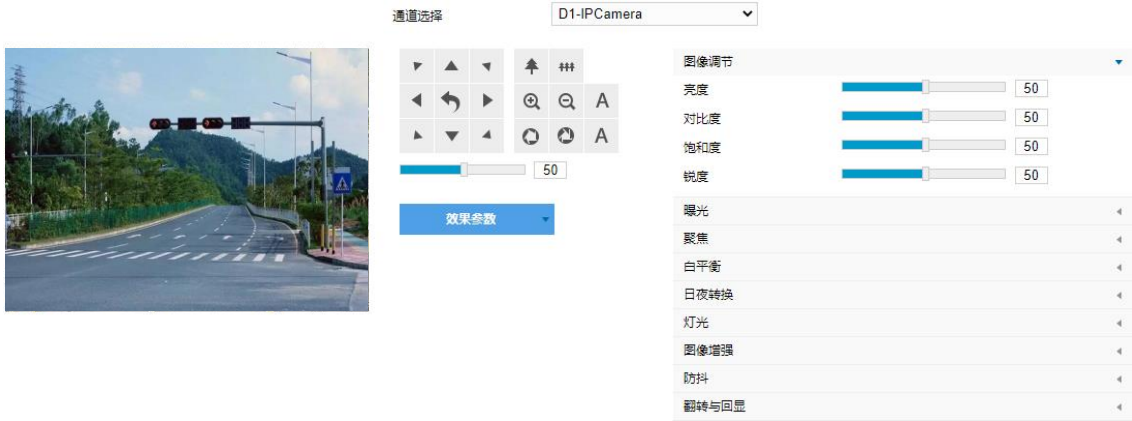 通道选择 D1-IPCamera
图像调节
亮度 50
对比度 50
饱和度 50
锐度 50
A
A
50
效果参数
曝光
聚焦
白平衡
日夜转换
灯光
图像增强
防抖
翻转与回显